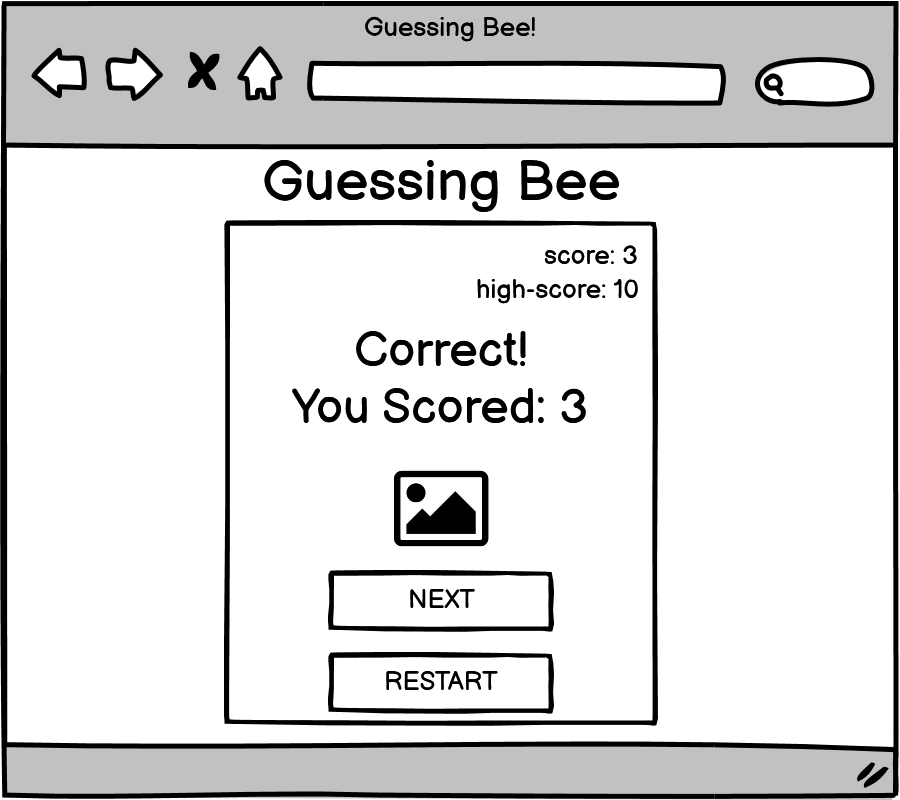 Guessing Bee!
Guessing Bee
score: 3
high-score: 10
Correct!
You Scored: 3
NEXT
RESTART